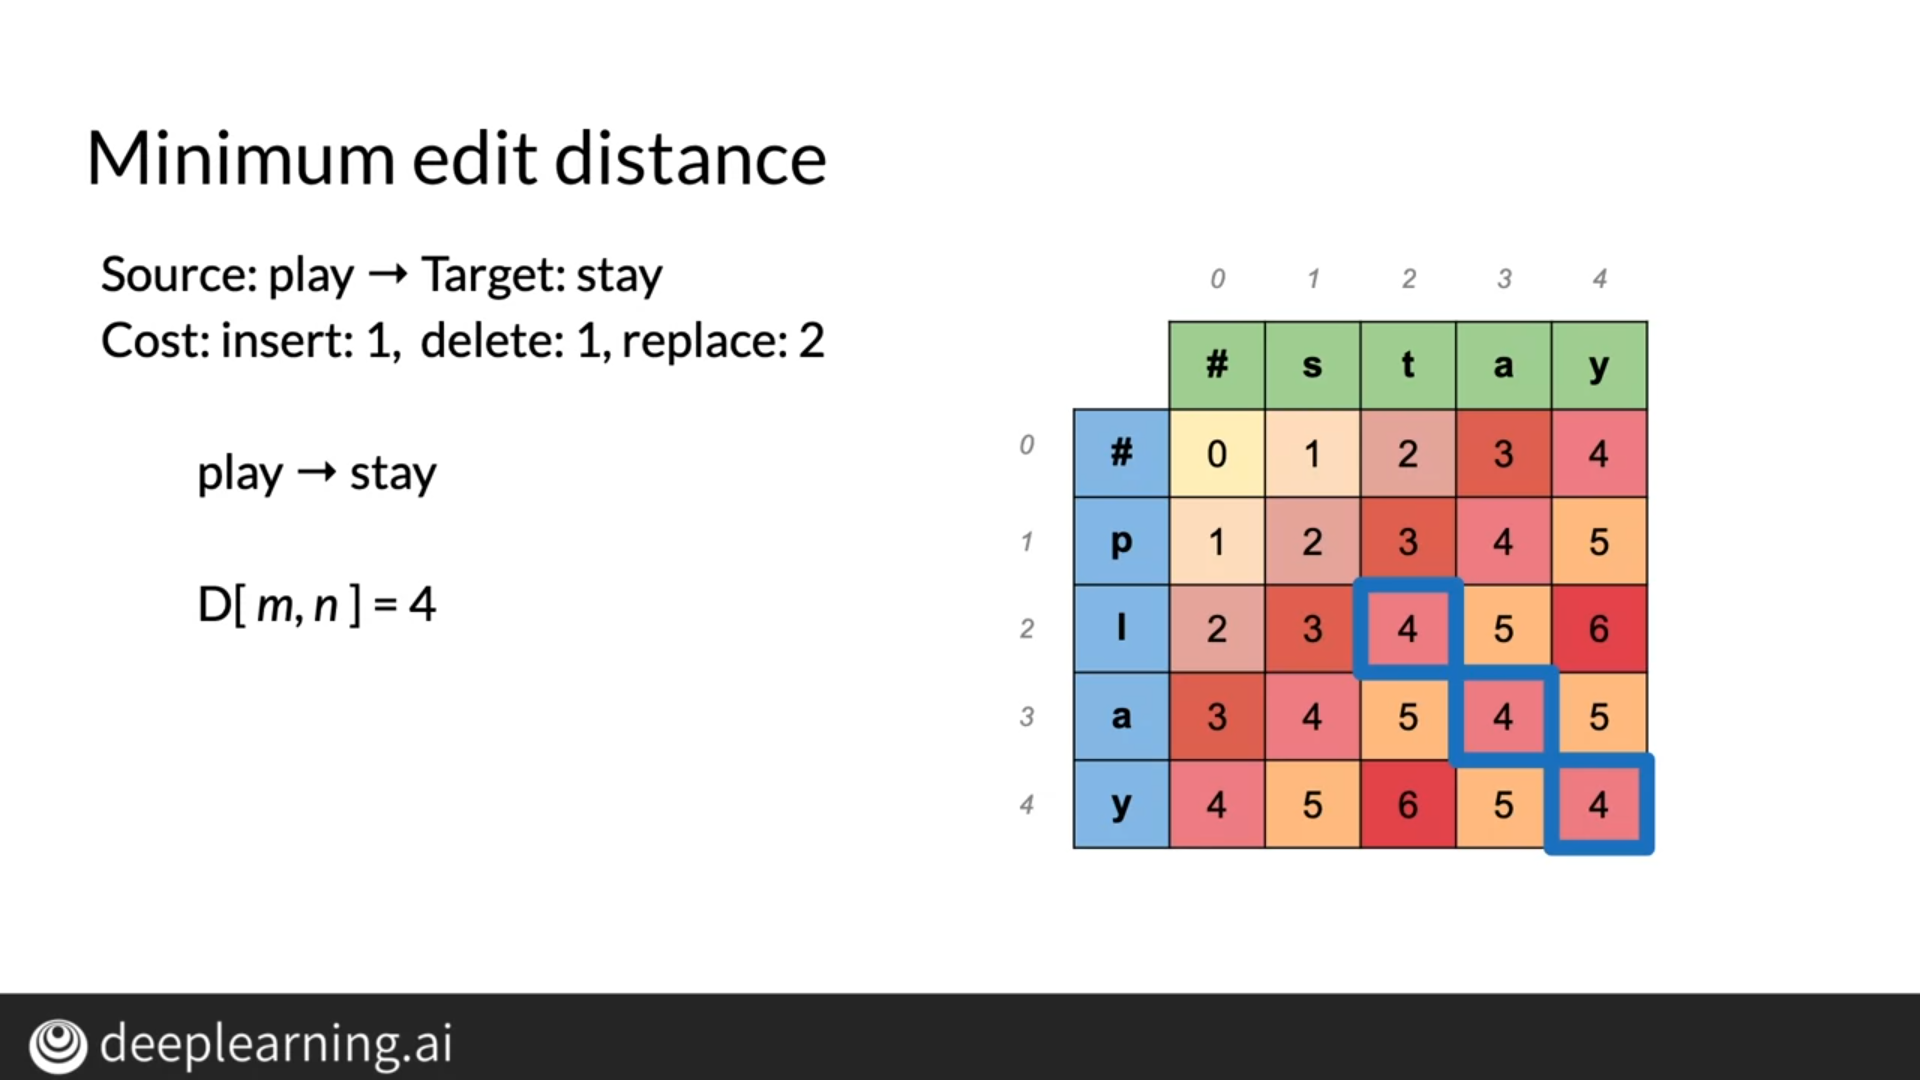 Minimum edit distance
Source: play → Target: stay
Cost: insert: 1, delete: 1, replace: 2
play → stay
D[ m, n ] = 4
0 1 2 3 4
# s t a y
0 # 0 1 2 3 4
1 p 1 2 3 4 5
2 l 2 3 4 5 6
3 a 3 4 5 4 5
4 y 4 5 6 5 4
deeplearning.ai